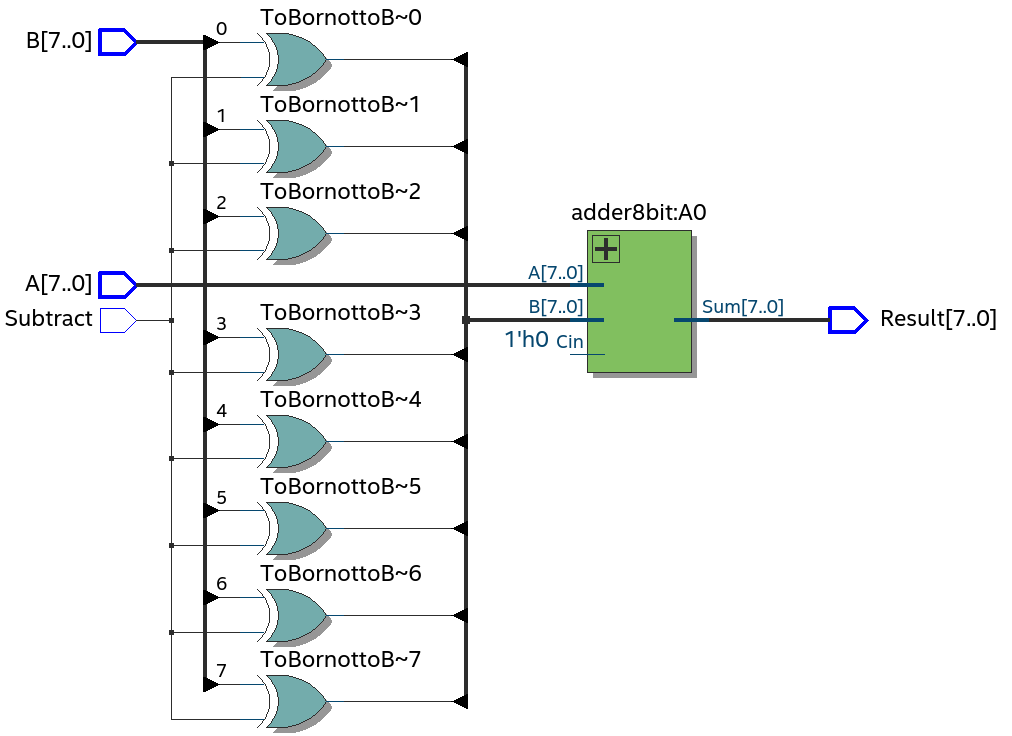 ToBornottoB~0
B[7..0]
0
ToBornottoB~1
1
ToBornottoB~2
2
adder8bit:A0
A[7..0]
A[7..0]
B[7..0]
Sum[7..0]
Subtract
Result[7..0]
ToBornottoB~3
3
1'h0 Cin
ToBornottoB~4
4
ToBornottoB~5
5
ToBornottoB~6
6
ToBornottoB~7
7